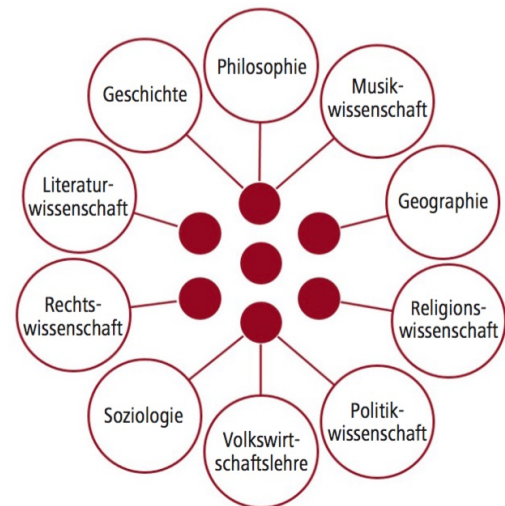 Philosophie
Musik-
wissenschaft
Geschichte
Literatur-
wissenschaft
Geographie
Rechts-
wissenschaft
Religions-
wissenschaft
Soziologie
Volkswirt-
schaftslehre
Politik-
wissenschaft